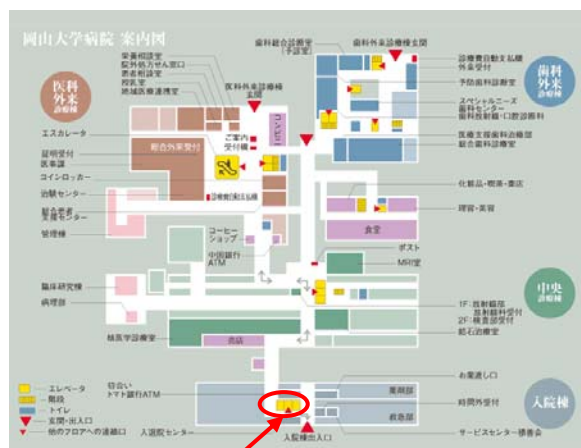 岡山大学病院 案内図
栄養相談室
院外処方せん窓口
患者相談室
授乳室
地域医療連携室
医科
外来
診療棟
エスカレータ
証明受付
医事課
コインロッカー
治験センター
総合患者
支援センター
管理棟
臨床研究棟
病理部
核医学診療室
医科外来診療棟
玄関
ご案内
受付機
総合外来受付
診療費自動支払機
コーヒー
ショップ
中国銀行
ATM
売店
歯科総合診断室
(予診室)
歯科外来診療棟玄関
診療費自動支払機
外来受付
予防歯科診断室
スペシャルニーズ
歯科センター
歯科放射線・口腔診断科
医療支援歯科治療部
総合歯科診療室
歯科
外来
診療棟
化粧品・喫茶・書店
理容・美容
食堂
ポスト
MRI室
中央
診療棟
1F:放射線部
放射線科受付
2F:検査部受付
結石治療室
お薬渡し口
入院棟
薬剤部
時間外受付
救急部
サービスセンター博善会
待合い
トマト銀行ATM
入退院センター
入院棟出入口
エレベータ
階段
トイレ
玄関・出入口
他のフロアへの連絡口